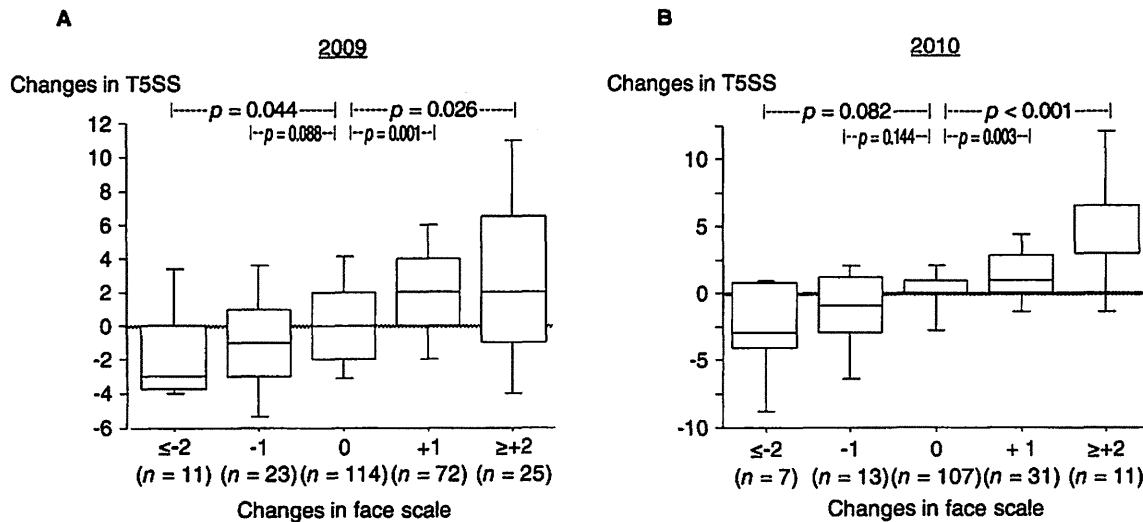 A
2009
Changes in T5SS
p = 0.044
p = 0.026
p = 0.088
p = 0.001
12
10
8
6
4
2
0
-2
-4
-6
≤-2
-1
0
+1
≥+2
(n = 11)
(n = 23)
(n = 114)
(n = 72)
(n = 25)
Changes in face scale
B
2010
Changes in T5SS
p = 0.082
p < 0.001
p = 0.144
p = 0.003
10
5
0
-5
-10
≤-2
-1
0
+ 1
≥+2
(n = 7)
(n = 13)
(n = 107)
(n = 31)
(n = 11)
Changes in face scale